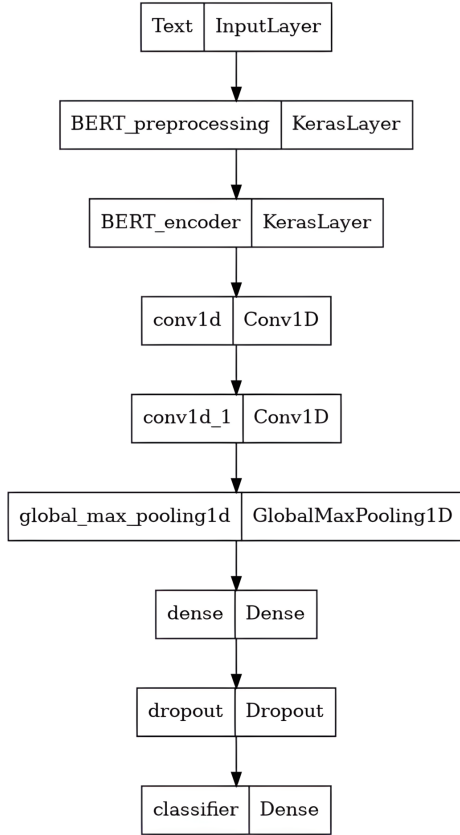 Text InputLayer
BERT_preprocessing KerasLayer
BERT_encoder KerasLayer
conv1d Conv1D
conv1d_1 Conv1D
global_max_pooling1d GlobalMaxPooling1D
dense Dense
dropout Dropout
classifier Dense